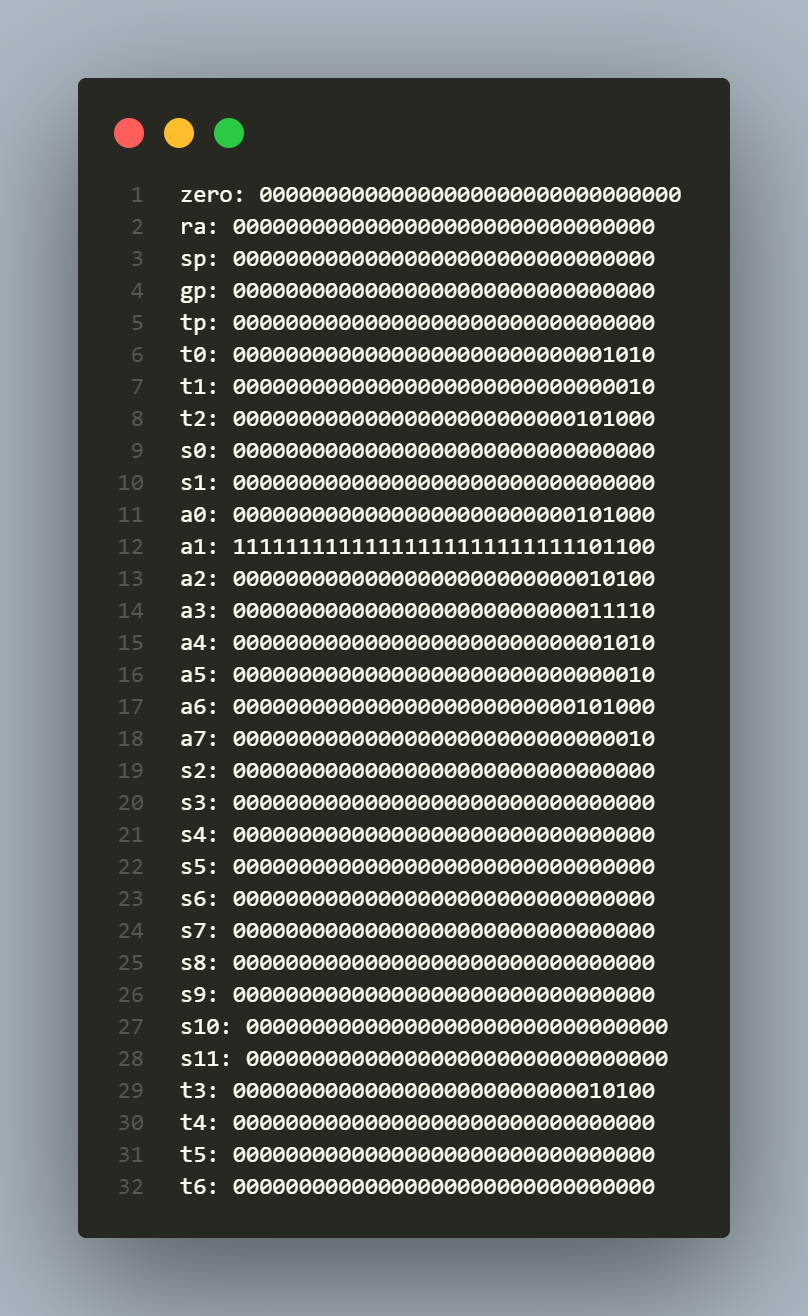 1 zero: 00000000000000000000000000000000
2 ra: 00000000000000000000000000000000
3 sp: 00000000000000000000000000000000
4 gp: 00000000000000000000000000000000
5 tp: 00000000000000000000000000000000
6 t0: 00000000000000000000000000001010
7 t1: 00000000000000000000000000000010
8 t2: 00000000000000000000000000101000
9 s0: 00000000000000000000000000000000
10 s1: 00000000000000000000000000000000
11 a0: 00000000000000000000000000101000
12 a1: 11111111111111111111111111101100
13 a2: 00000000000000000000000000010100
14 a3: 00000000000000000000000000011110
15 a4: 00000000000000000000000000001010
16 a5: 00000000000000000000000000000010
17 a6: 00000000000000000000000000101000
18 a7: 00000000000000000000000000000010
19 s2: 00000000000000000000000000000000
20 s3: 00000000000000000000000000000000
21 s4: 00000000000000000000000000000000
22 s5: 00000000000000000000000000000000
23 s6: 00000000000000000000000000000000
24 s7: 00000000000000000000000000000000
25 s8: 00000000000000000000000000000000
26 s9: 00000000000000000000000000000000
27 s10: 00000000000000000000000000000000
28 s11: 00000000000000000000000000000000
29 t3: 00000000000000000000000000010100
30 t4: 00000000000000000000000000000000
31 t5: 00000000000000000000000000000000
32 t6: 00000000000000000000000000000000